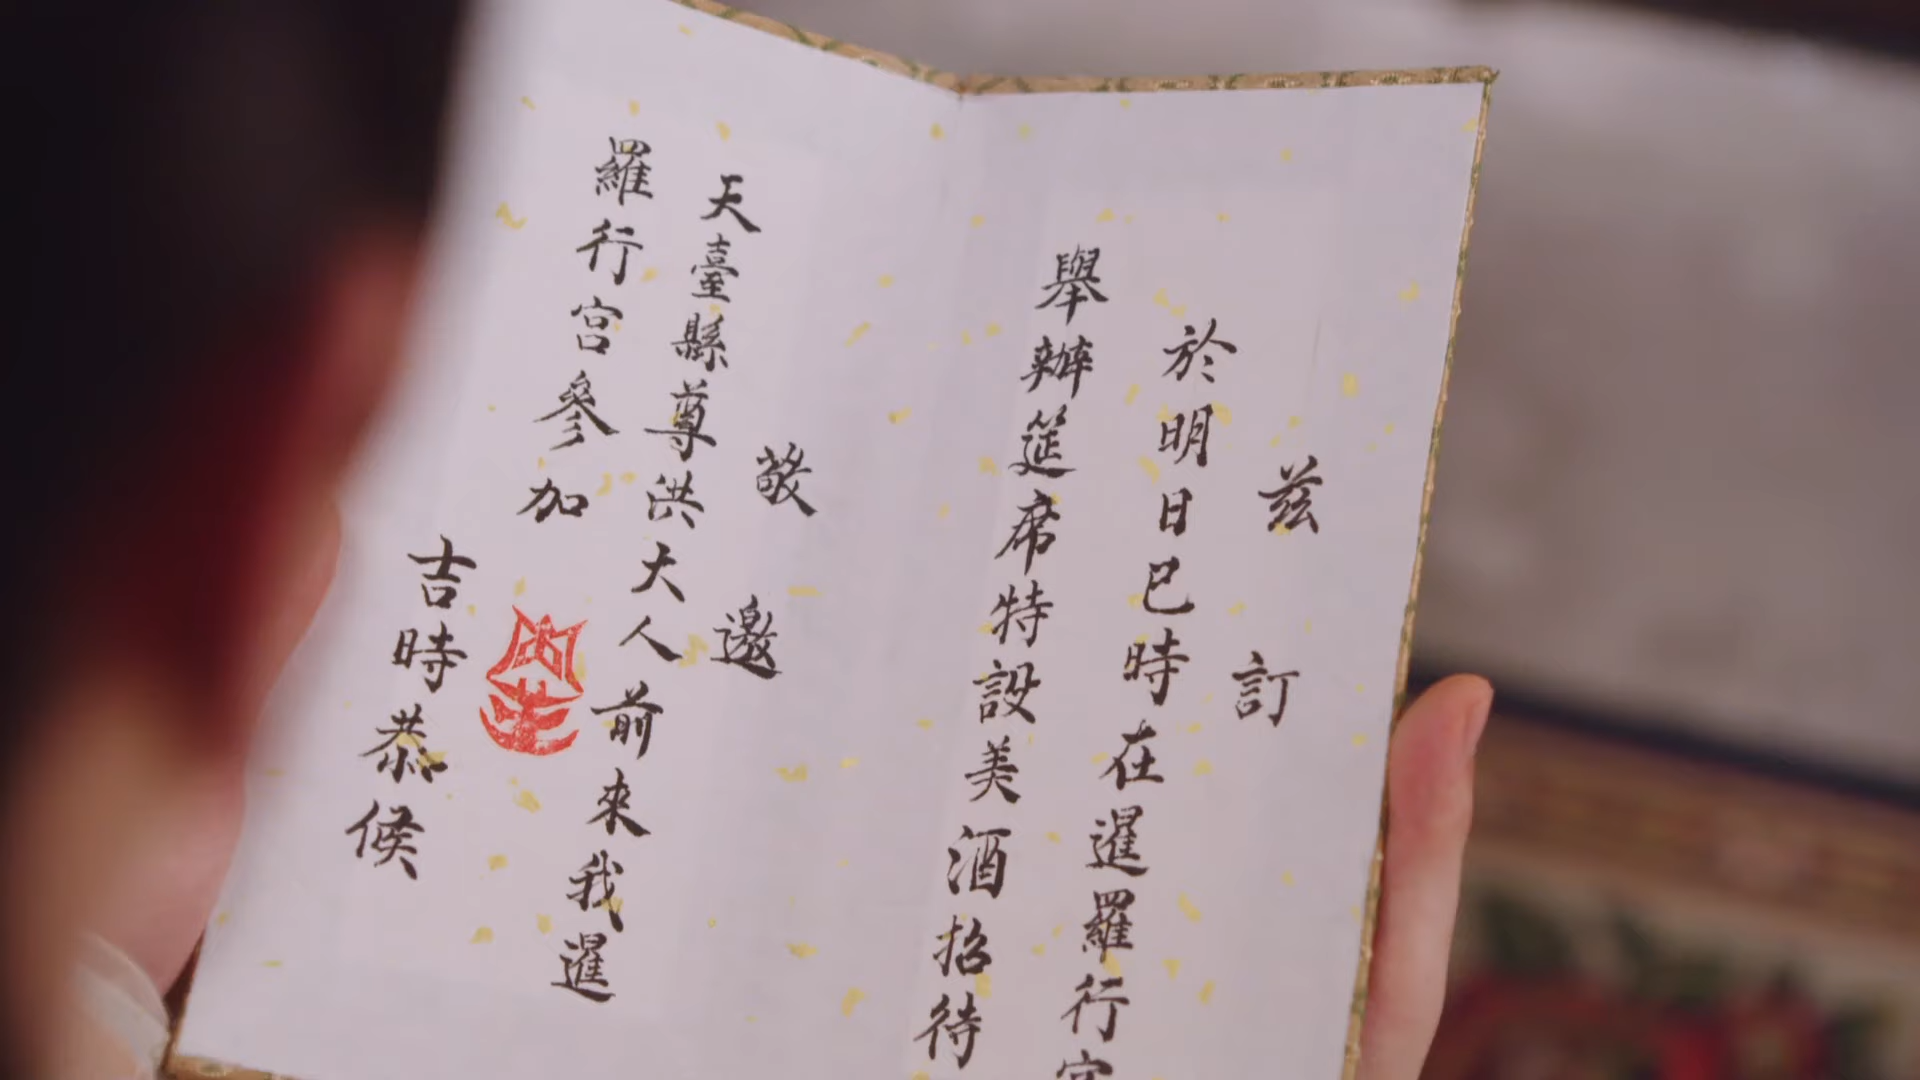 茲訂
於明日巳時在暹羅行宮
舉辦筵席特設美酒招待
敬邀
天臺縣尊洪大人前來我暹
羅行宮參加
吉時恭候